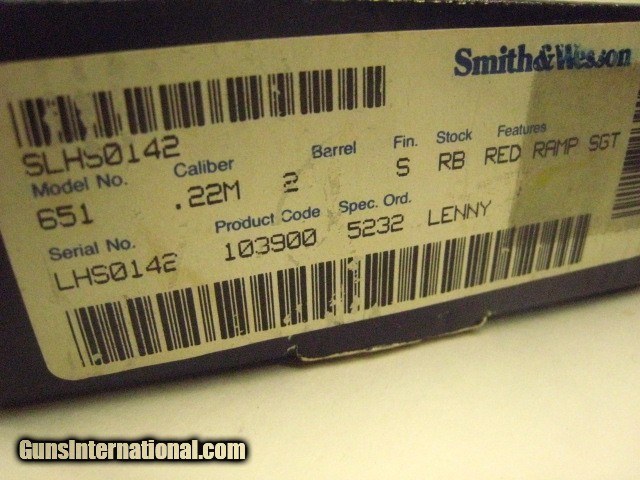 Smith & Wesson
SLHS0142
Model No. Caliber Barrel Fin. Stock Features
651 .22M 2 S RB RED RAMP SGT
Serial No. Product Code Spec. Ord.
LHS0142 103900 5232 LENNY
GunsInternational.com